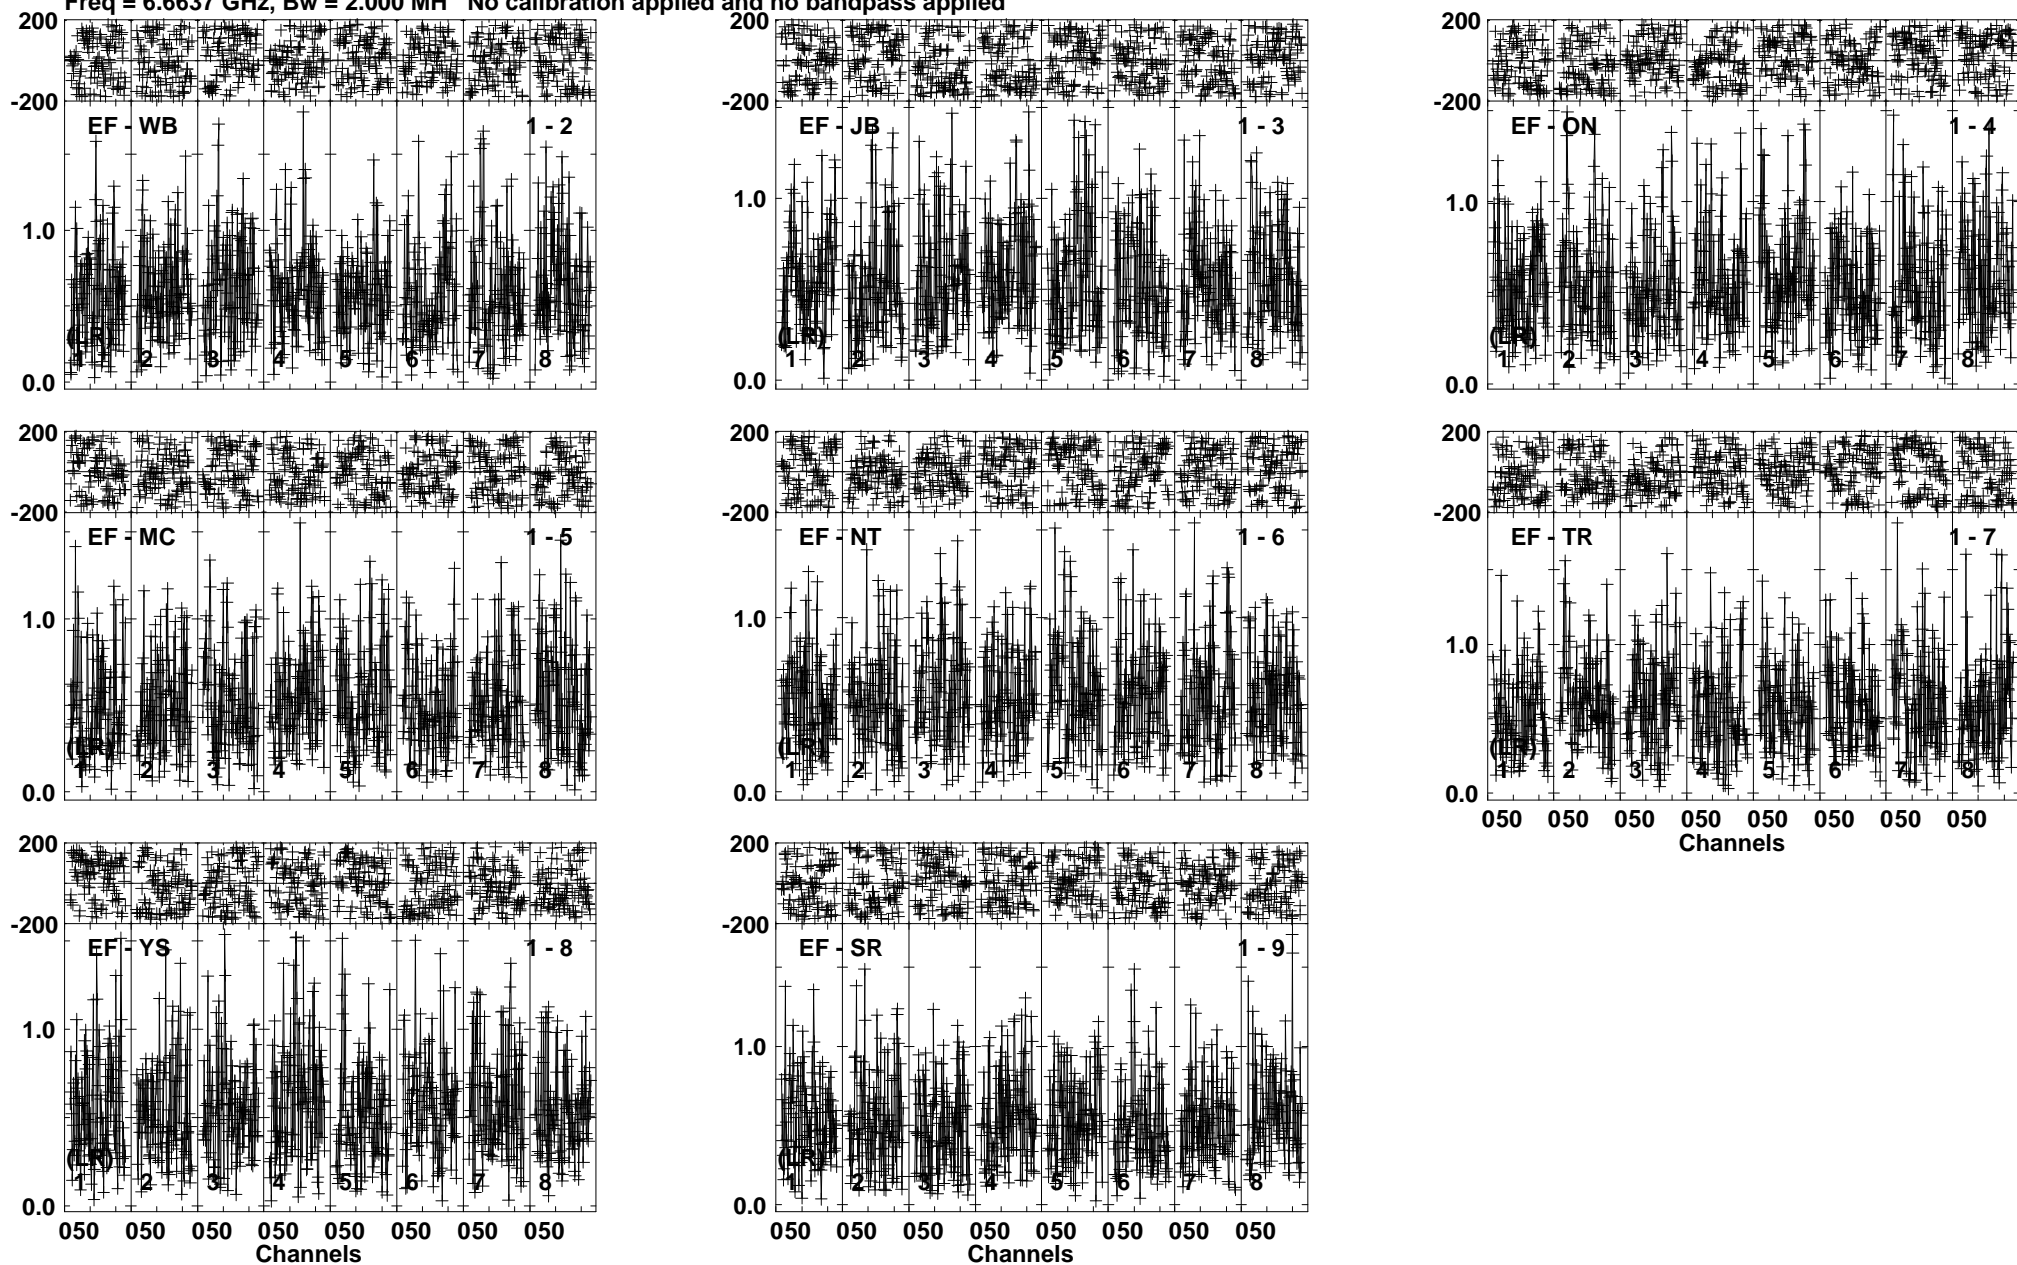 Freq = 6.6637 GHz, Bw = 2.000 MH No calibration applied and no bandpass applied
200
-200
EF - WB 1 - 2
1.0
(LR)
1 2 3 4 5 6 7 8
0.0
EF - JB 1 - 3
1.0
(LR)
1 2 3 4 5 6 7 8
0.0
200
-200
EF - ON 1 - 4
1.0
(LR)
1 2 3 4 5 6 7 8
0.0
200
-200
EF - MC 1 - 5
1.0
(LR)
1 2 3 4 5 6 7 8
0.0
200
-200
EF - NT 1 - 6
1.0
(LR)
1 2 3 4 5 6 7 8
0.0
200
-200
EF - TR 1 - 7
1.0
(LR)
1 2 3 4 5 6 7 8
0.0
050 050 050 050 050 050 050 050
Channels
200
-200
EF - YS 1 - 8
1.0
(LR)
1 2 3 4 5 6 7 8
0.0
050 050 050 050 050 050 050 050
Channels
200
-200
EF - SR 1 - 9
1.0
(LR)
1 2 3 4 5 6 7 8
0.0
050 050 050 050 050 050 050 050
Channels